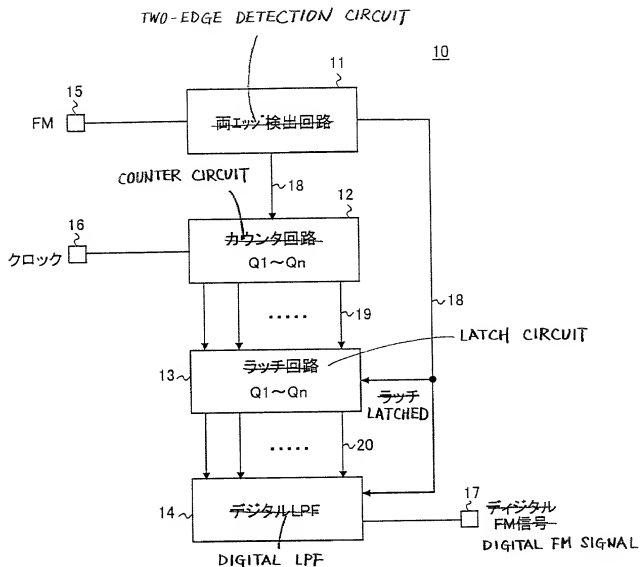 TWO-EDGE DETECTION CIRCUIT
10
11
15
FM
両エッジ検出回路
18
COUNTER CIRCUIT
12
16
クロック
カウンタ回路
Q1～Qn
18
.....
19
LATCH CIRCUIT
13
ラッチ回路
Q1～Qn
ラッチ
LATCHED
.....
20
14
デジタルLPF
17
ディジタル
FM信号
DIGITAL FM SIGNAL
DIGITAL LPF